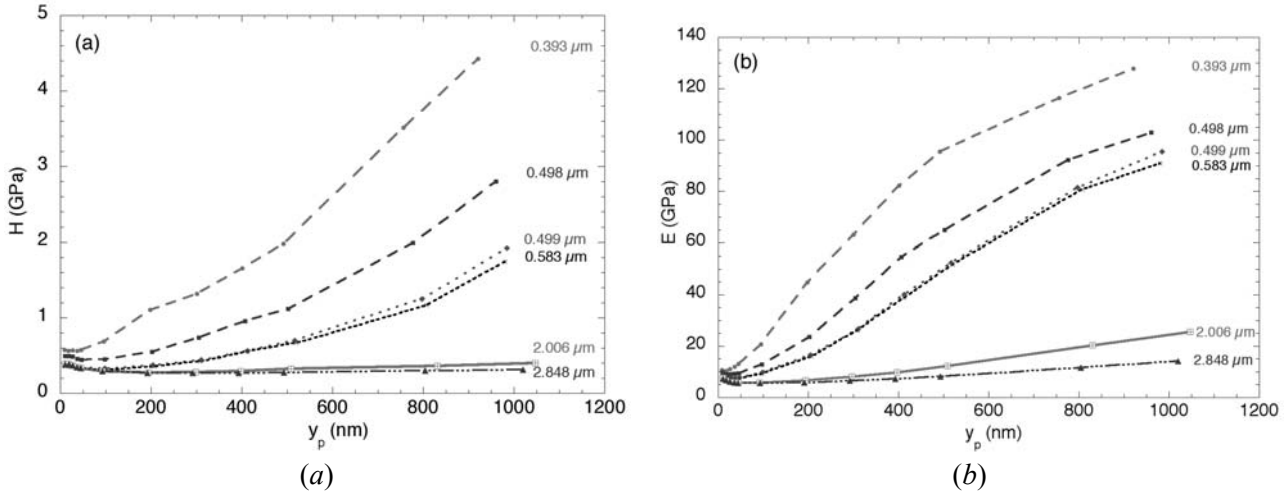 (a)
5
4
3
2
1
0
H (GPa)
0.393 µm
0.498 µm
0.499 µm
0.583 µm
2.006 µm
2.848 µm
0 200 400 600 800 1000 1200
y_p (nm)
(a)
(b)
140
120
100
80
60
40
20
0
E (GPa)
0.393 µm
0.498 µm
0.499 µm
0.583 µm
2.006 µm
2.848 µm
0 200 400 600 800 1000 1200
y_p (nm)
(b)